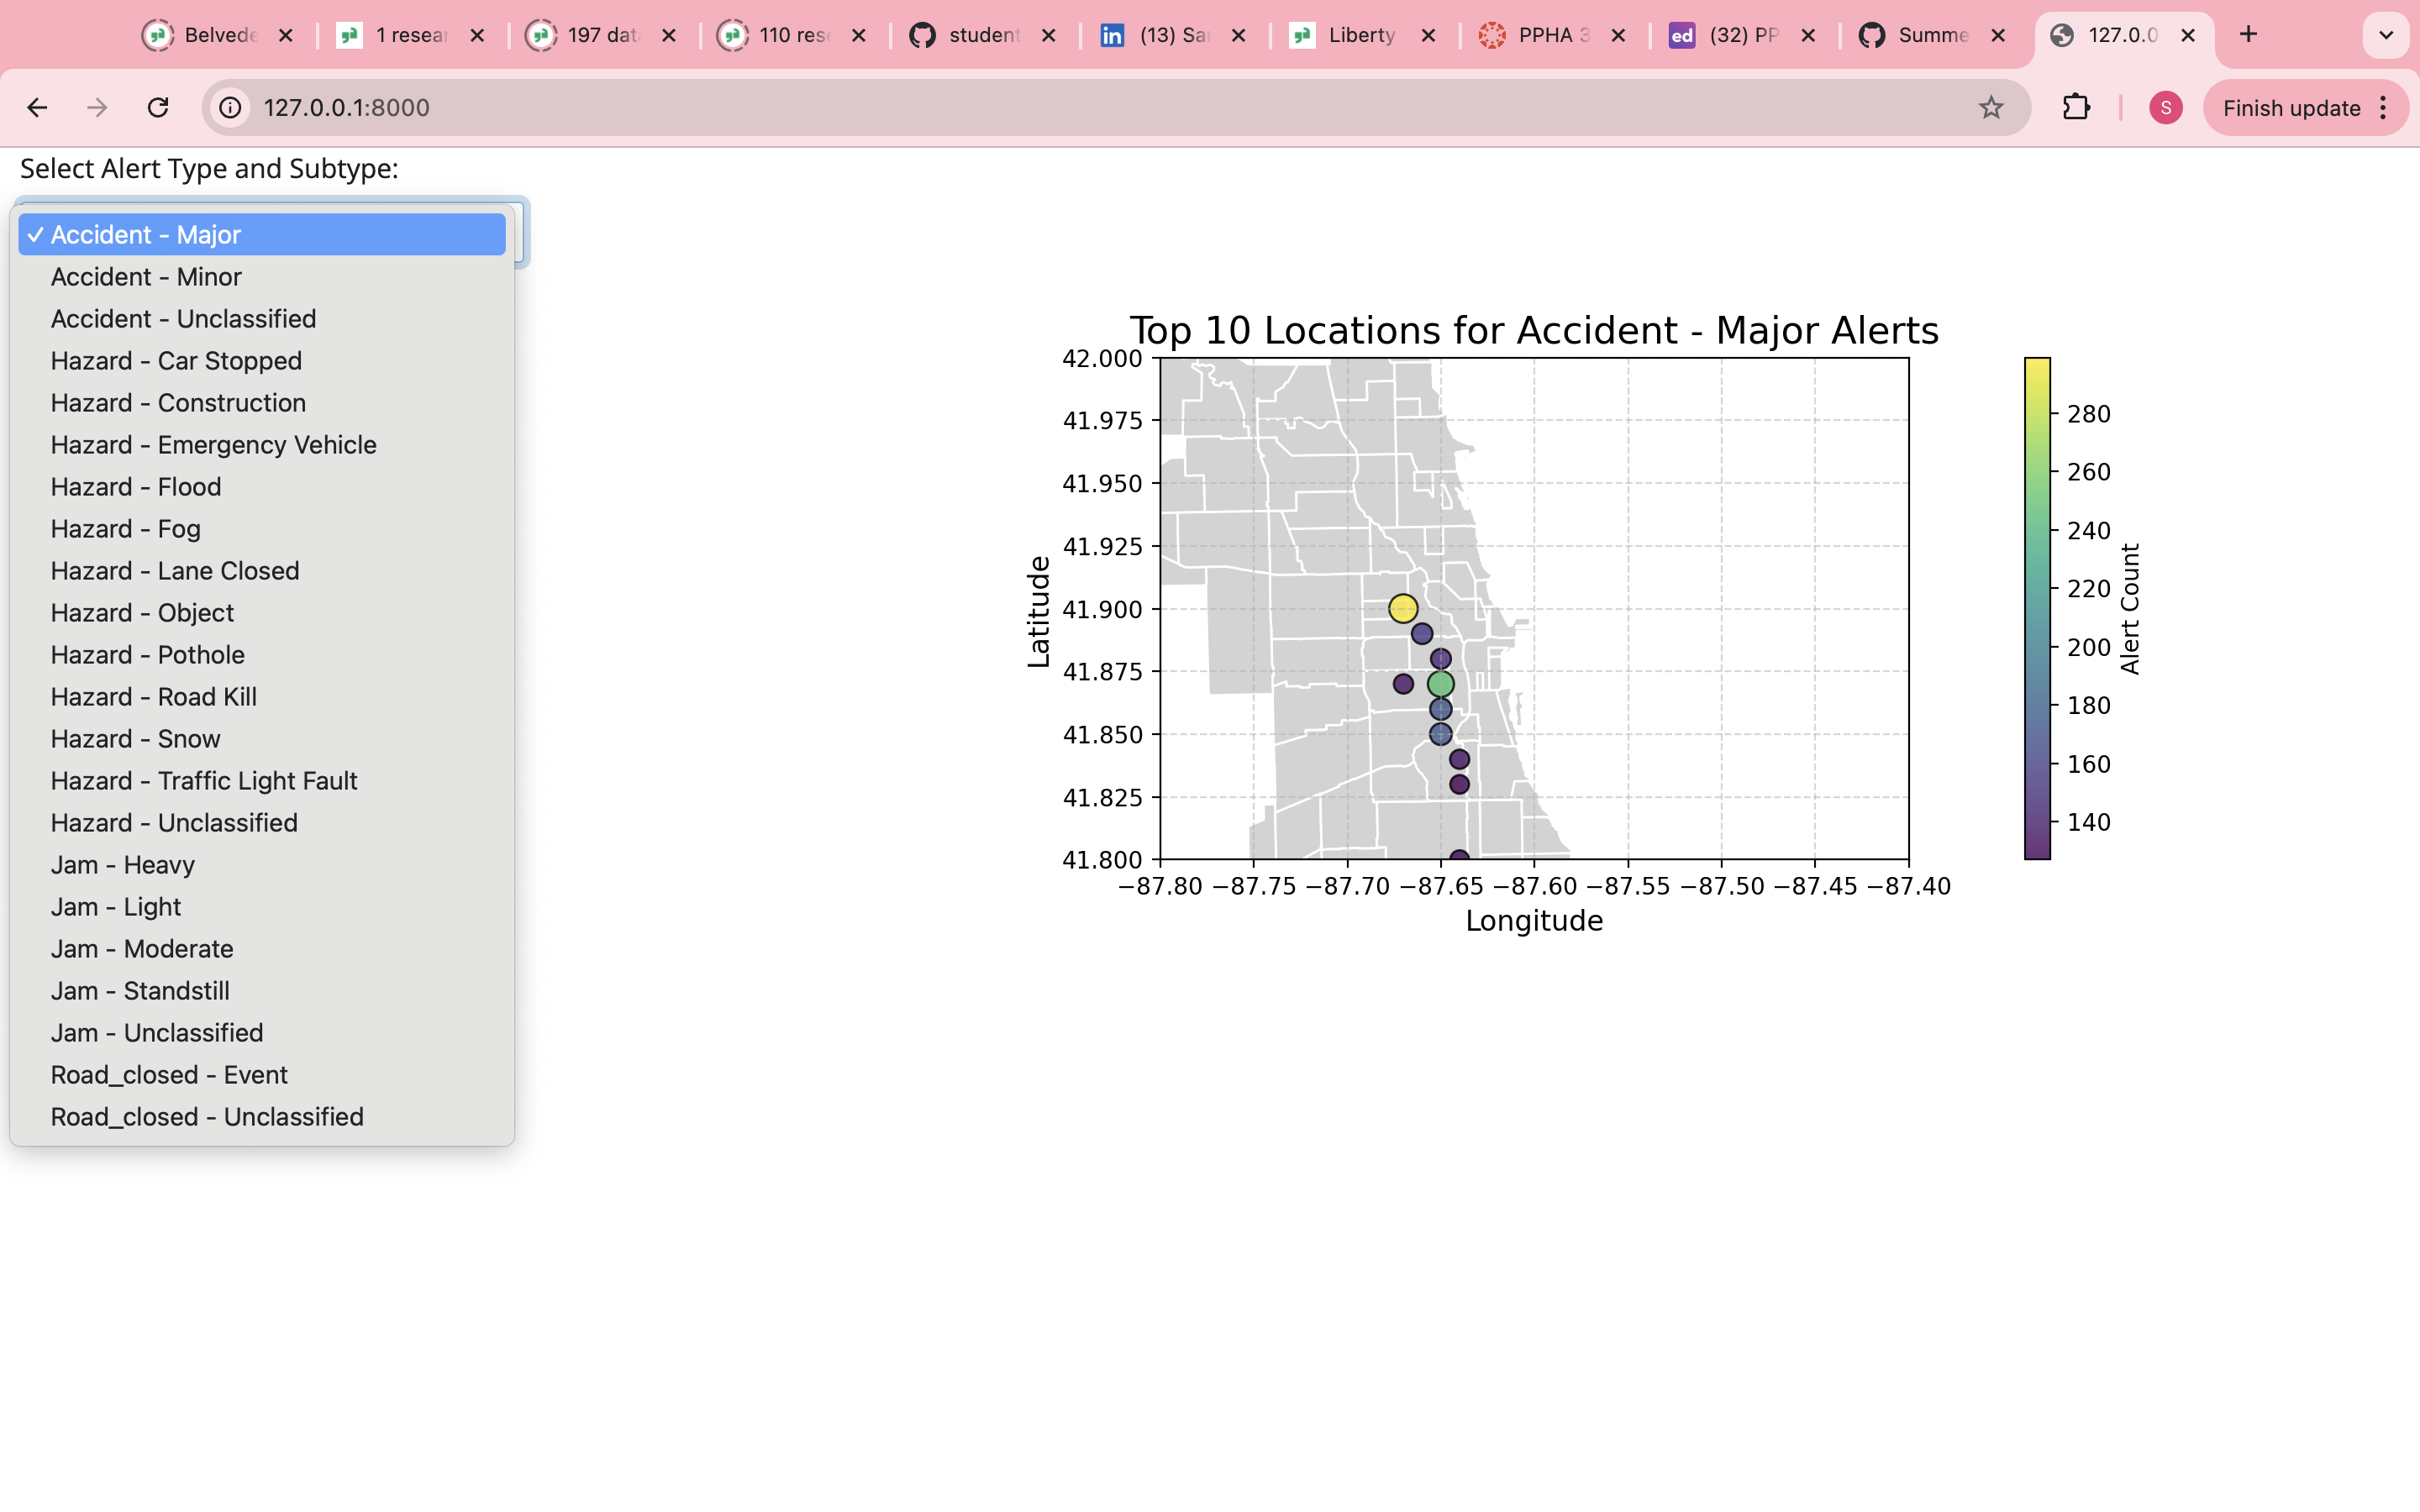 Belvede
1 resear
197 dat
110 rese
student
(13) Sa
Liberty
PPHA 3
ed (32) PP
Summe
127.0.0
127.0.0.1:8000
S
Finish update
Select Alert Type and Subtype:
Accident - Major
Accident - Minor
Accident - Unclassified
Hazard - Car Stopped
Hazard - Construction
Hazard - Emergency Vehicle
Hazard - Flood
Hazard - Fog
Hazard - Lane Closed
Hazard - Object
Hazard - Pothole
Hazard - Road Kill
Hazard - Snow
Hazard - Traffic Light Fault
Hazard - Unclassified
Jam - Heavy
Jam - Light
Jam - Moderate
Jam - Standstill
Jam - Unclassified
Road_closed - Event
Road_closed - Unclassified
Top 10 Locations for Accident - Major Alerts
Latitude
42.000
41.975
41.950
41.925
41.900
41.875
41.850
41.825
41.800
−87.80 −87.75 −87.70 −87.65 −87.60 −87.55 −87.50 −87.45 −87.40
Longitude
280
260
240
220
200
180
160
140
Alert Count